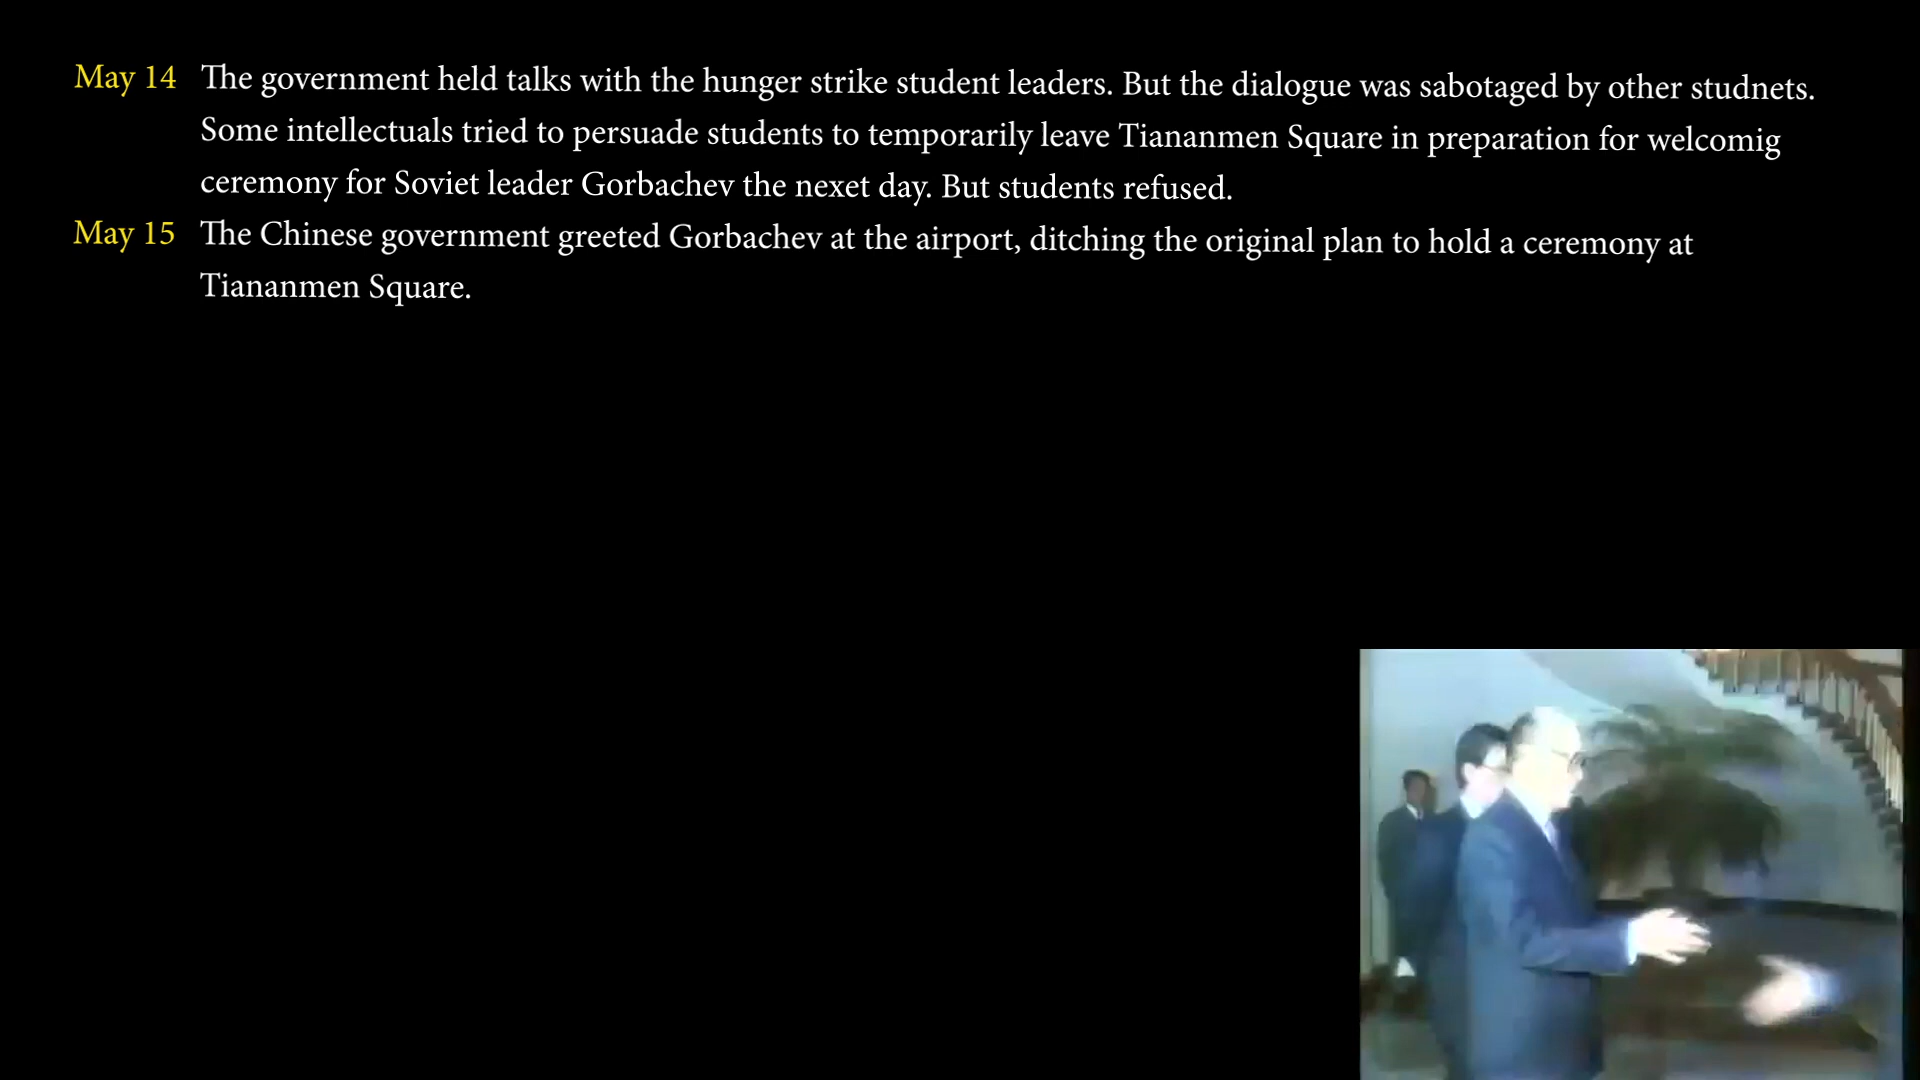 May 14 The government held talks with the hunger strike student leaders. But the dialogue was sabotaged by other studnets.
Some intellectuals tried to persuade students to temporarily leave Tiananmen Square in preparation for welcomig
ceremony for Soviet leader Gorbachev the nexet day. But students refused.
May 15 The Chinese government greeted Gorbachev at the airport, ditching the original plan to hold a ceremony at
Tiananmen Square.